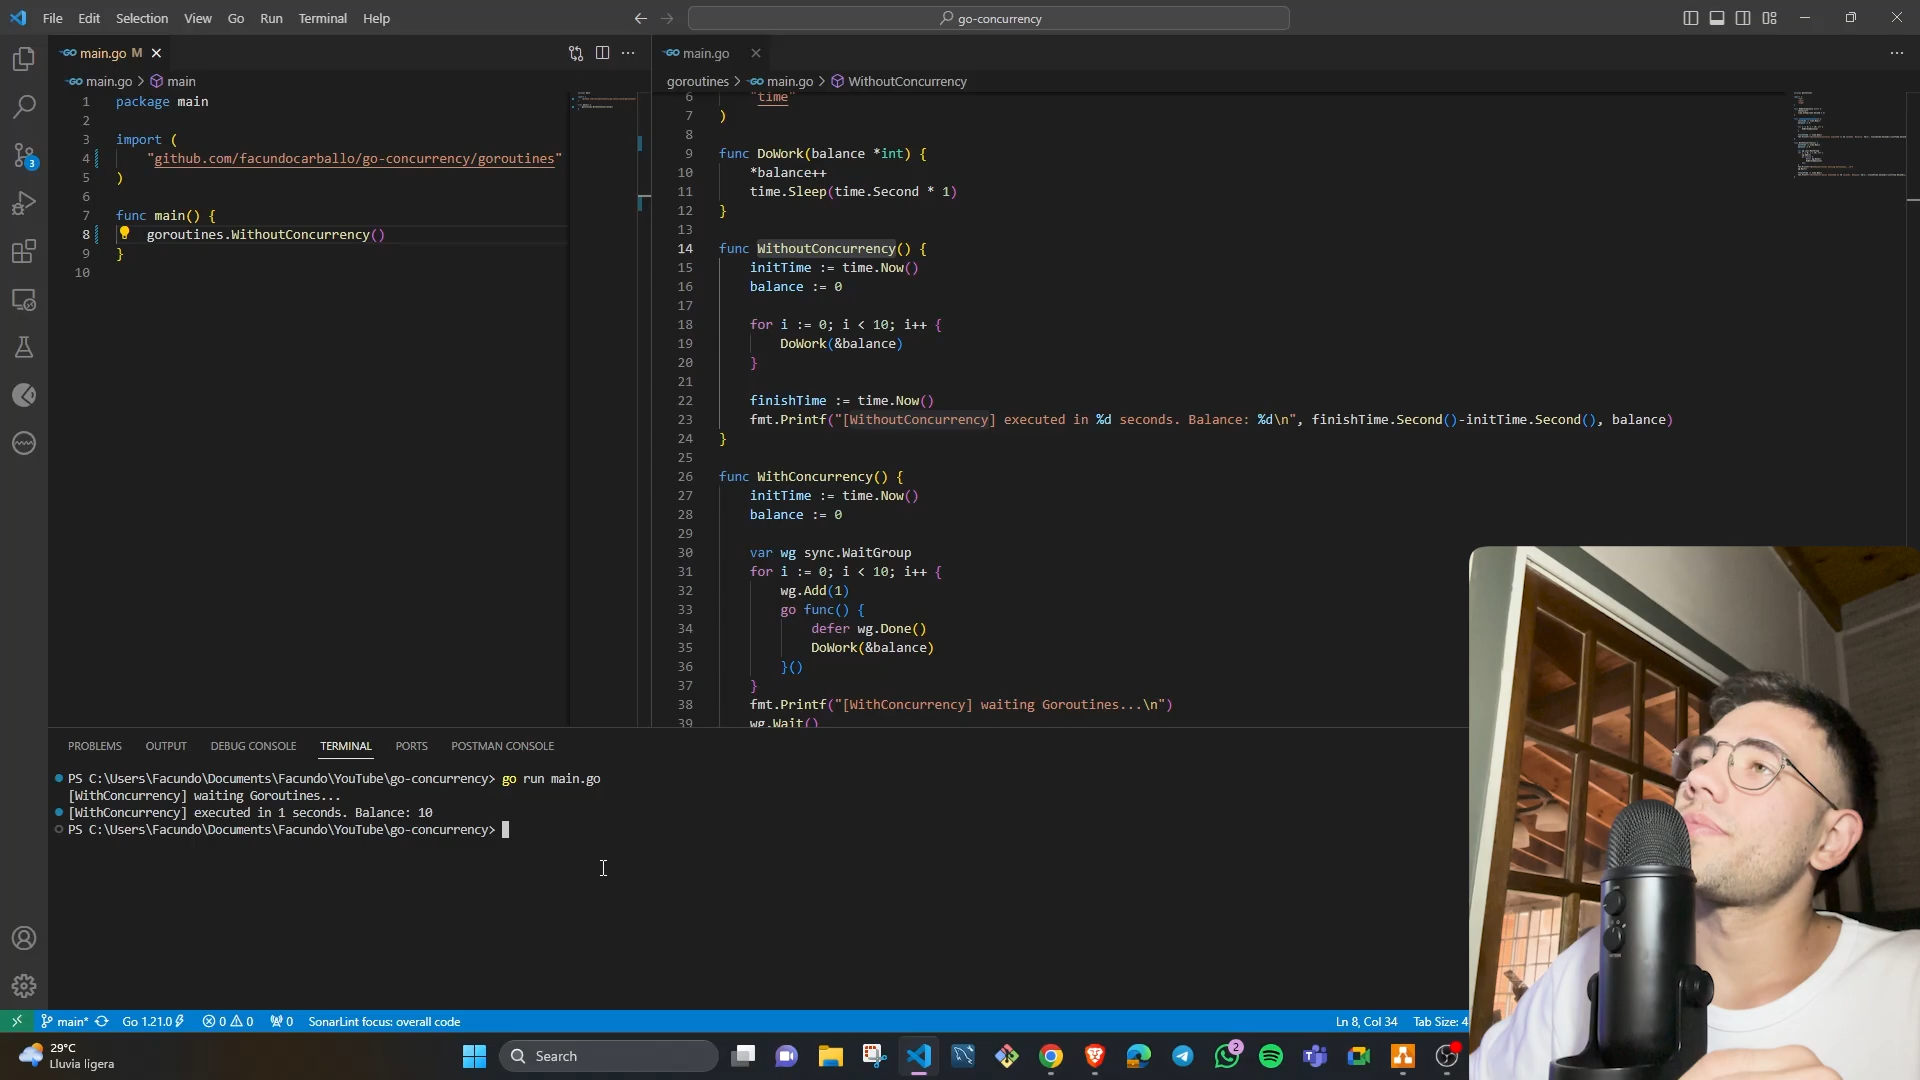 File Edit Selection View Go Run Terminal Help
go-concurrency
main.go M
main.go
main.go > main
goroutines > main.go > WithoutConcurrency
1 package main
2
3 import (
4 "github.com/facundocarballo/go-concurrency/goroutines"
5 )
6
7 func main() {
8 goroutines.WithoutConcurrency()
9 }
10
6 "time"
7 )
8
9 func DoWork(balance *int) {
10 *balance++
11 time.Sleep(time.Second * 1)
12 }
13
14 func WithoutConcurrency() {
15 initTime := time.Now()
16 balance := 0
17
18 for i := 0; i < 10; i++ {
19 DoWork(&balance)
20 }
21
22 finishTime := time.Now()
23 fmt.Printf("[WithoutConcurrency] executed in %d seconds. Balance: %d\n", finishTime.Second()-initTime.Second(), balance)
24 }
25
26 func WithConcurrency() {
27 initTime := time.Now()
28 balance := 0
29
30 var wg sync.WaitGroup
31 for i := 0; i < 10; i++ {
32 wg.Add(1)
33 go func() {
34 defer wg.Done()
35 DoWork(&balance)
36 }()
37 }
38 fmt.Printf("[WithConcurrency] waiting Goroutines...\n")
39 wg.Wait()
3
PROBLEMS OUTPUT DEBUG CONSOLE TERMINAL PORTS POSTMAN CONSOLE
PS C:\Users\Facundo\Documents\Facundo\YouTube\go-concurrency> go run main.go
[WithConcurrency] waiting Goroutines...
[WithConcurrency] executed in 1 seconds. Balance: 10
PS C:\Users\Facundo\Documents\Facundo\YouTube\go-concurrency>
main* Go 1.21.0 0 0 0 SonarLint focus: overall code
Ln 8, Col 34 Tab Size: 4
29°C
Lluvia ligera
Search
2